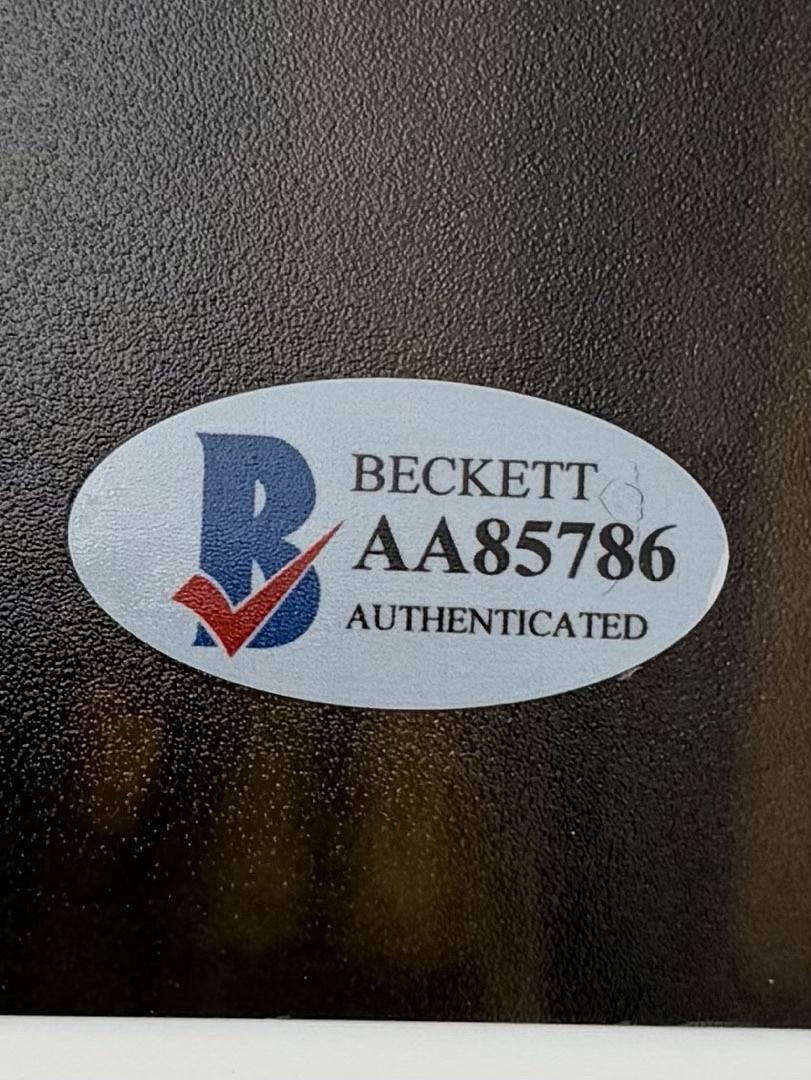 B
BECKETT
AA85786
AUTHENTICATED